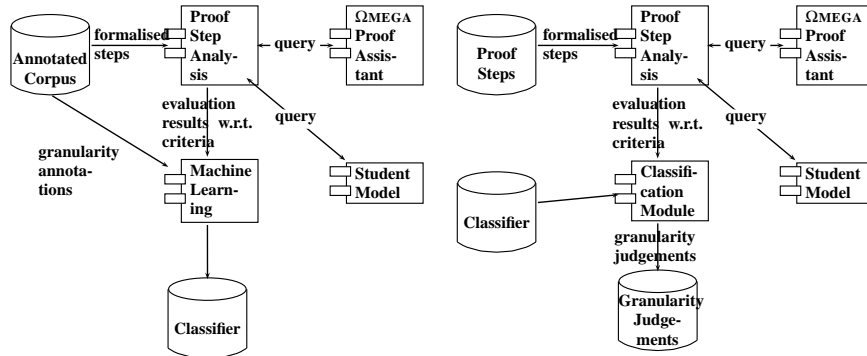 Annotated
Corpus
formalised
steps
Proof
Step
Analy-
sis
query
ΩMEGA
Proof
Assis-
tant
evaluation
results w.r.t.
criteria
query
granularity
annota-
tions
Machine
Learn-
ing
Student
Model
Classifier
Proof
Steps
formalised
steps
Proof
Step
Analy-
sis
query
ΩMEGA
Proof
Assis-
tant
evaluation
results w.r.t.
criteria
query
Classifier
Classifi-
cation
Module
Student
Model
granularity
judgements
Granularity
Judge-
ments